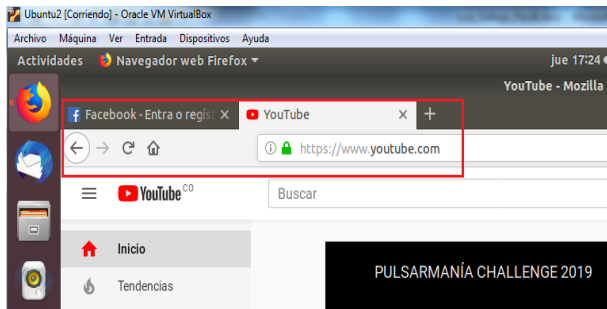 Ubuntu2 [Corriendo] - Oracle VM VirtualBox
Archivo Máquina Ver Entrada Dispositivos Ayuda
Actividades Navegador web Firefox jue 17:24
YouTube - Mozilla
Facebook - Entra o regist YouTube
https://www.youtube.com
YouTube CO Buscar
Inicio
Tendencias
PULSARMANÍA CHALLENGE 2019